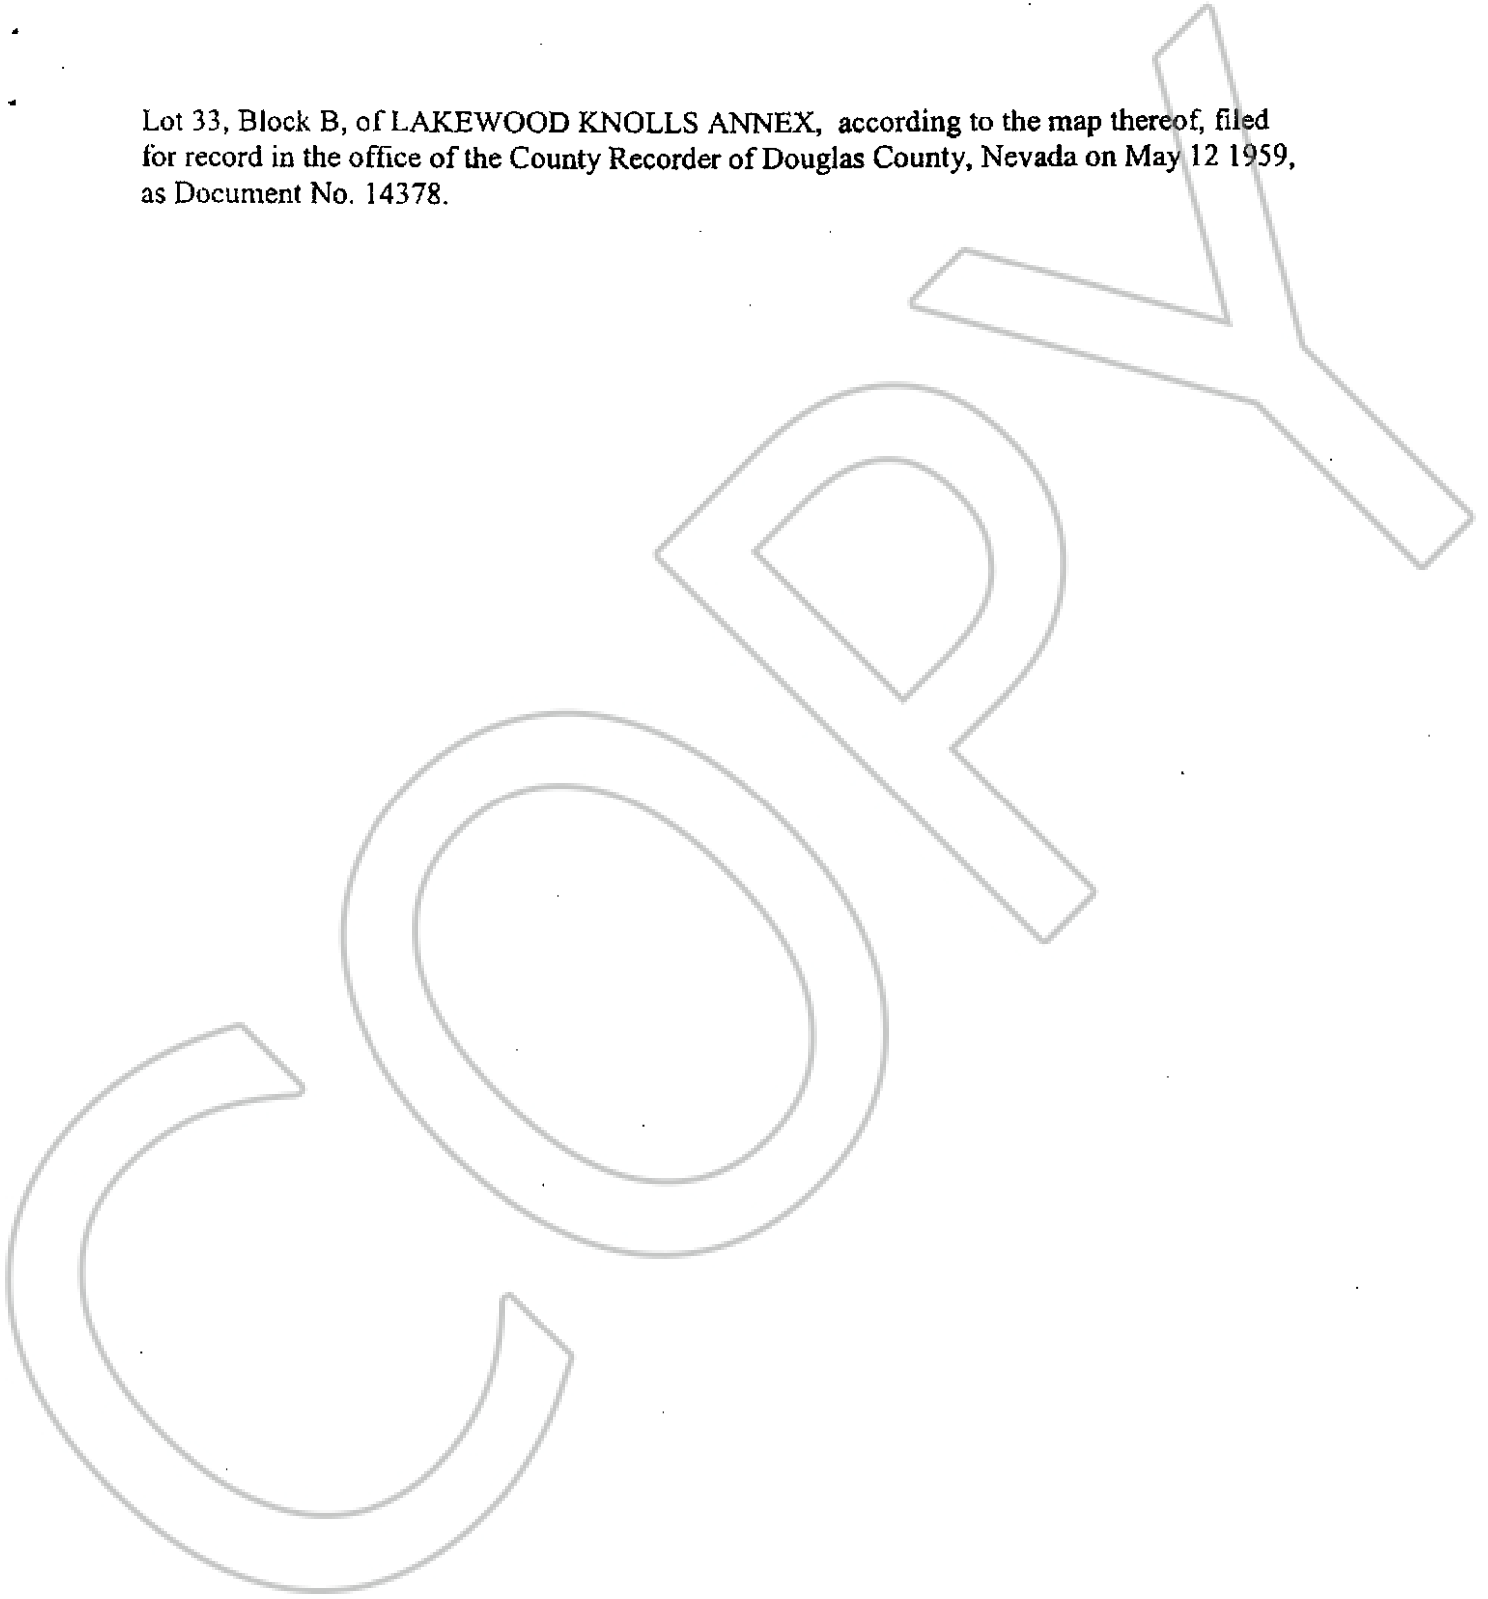 Lot 33, Block B, of LAKEWOOD KNOLLS ANNEX, according to the map thereof, filed
for record in the office of the County Recorder of Douglas County, Nevada on May 12 1959,
as Document No. 14378.
COPY